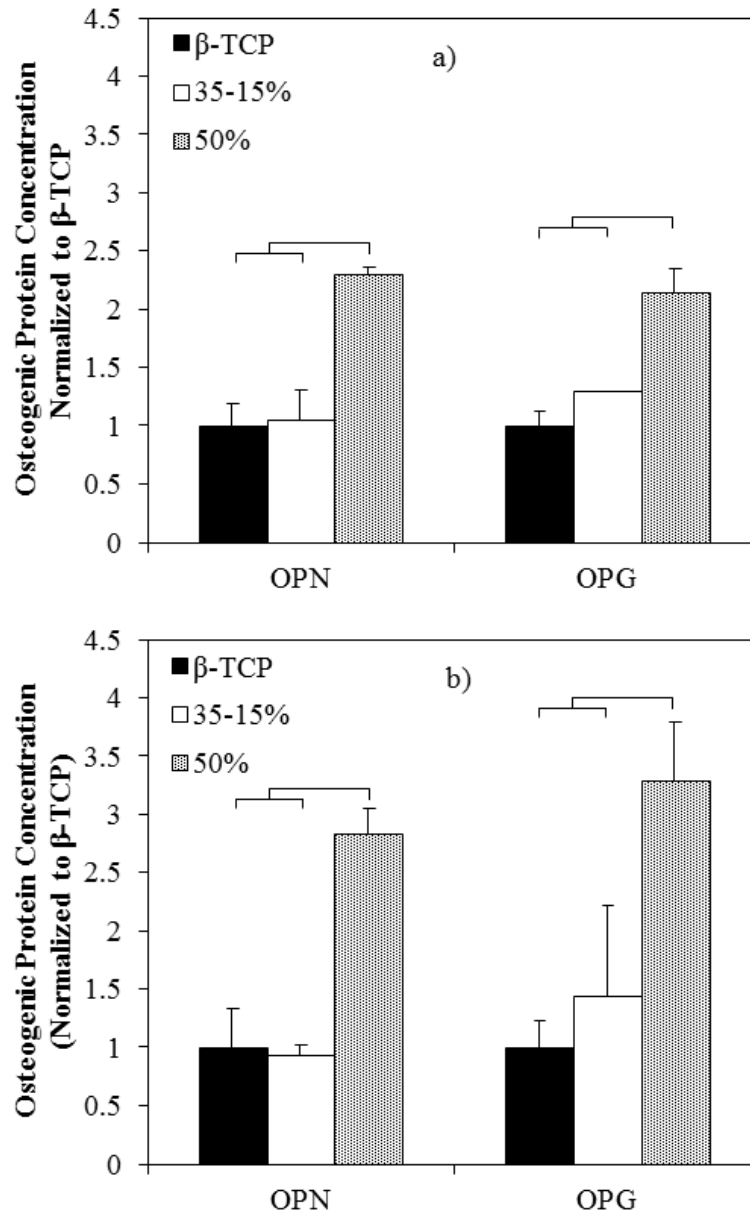 Osteogenic Protein Concentration
Normalized to β-TCP
4.5
4
3.5
3
2.5
2
1.5
1
0.5
0
β-TCP
35-15%
50%
a)
OPN
OPG
Osteogenic Protein Concentration
(Normalized to β-TCP)
4.5
4
3.5
3
2.5
2
1.5
1
0.5
0
β-TCP
35-15%
50%
b)
OPN
OPG